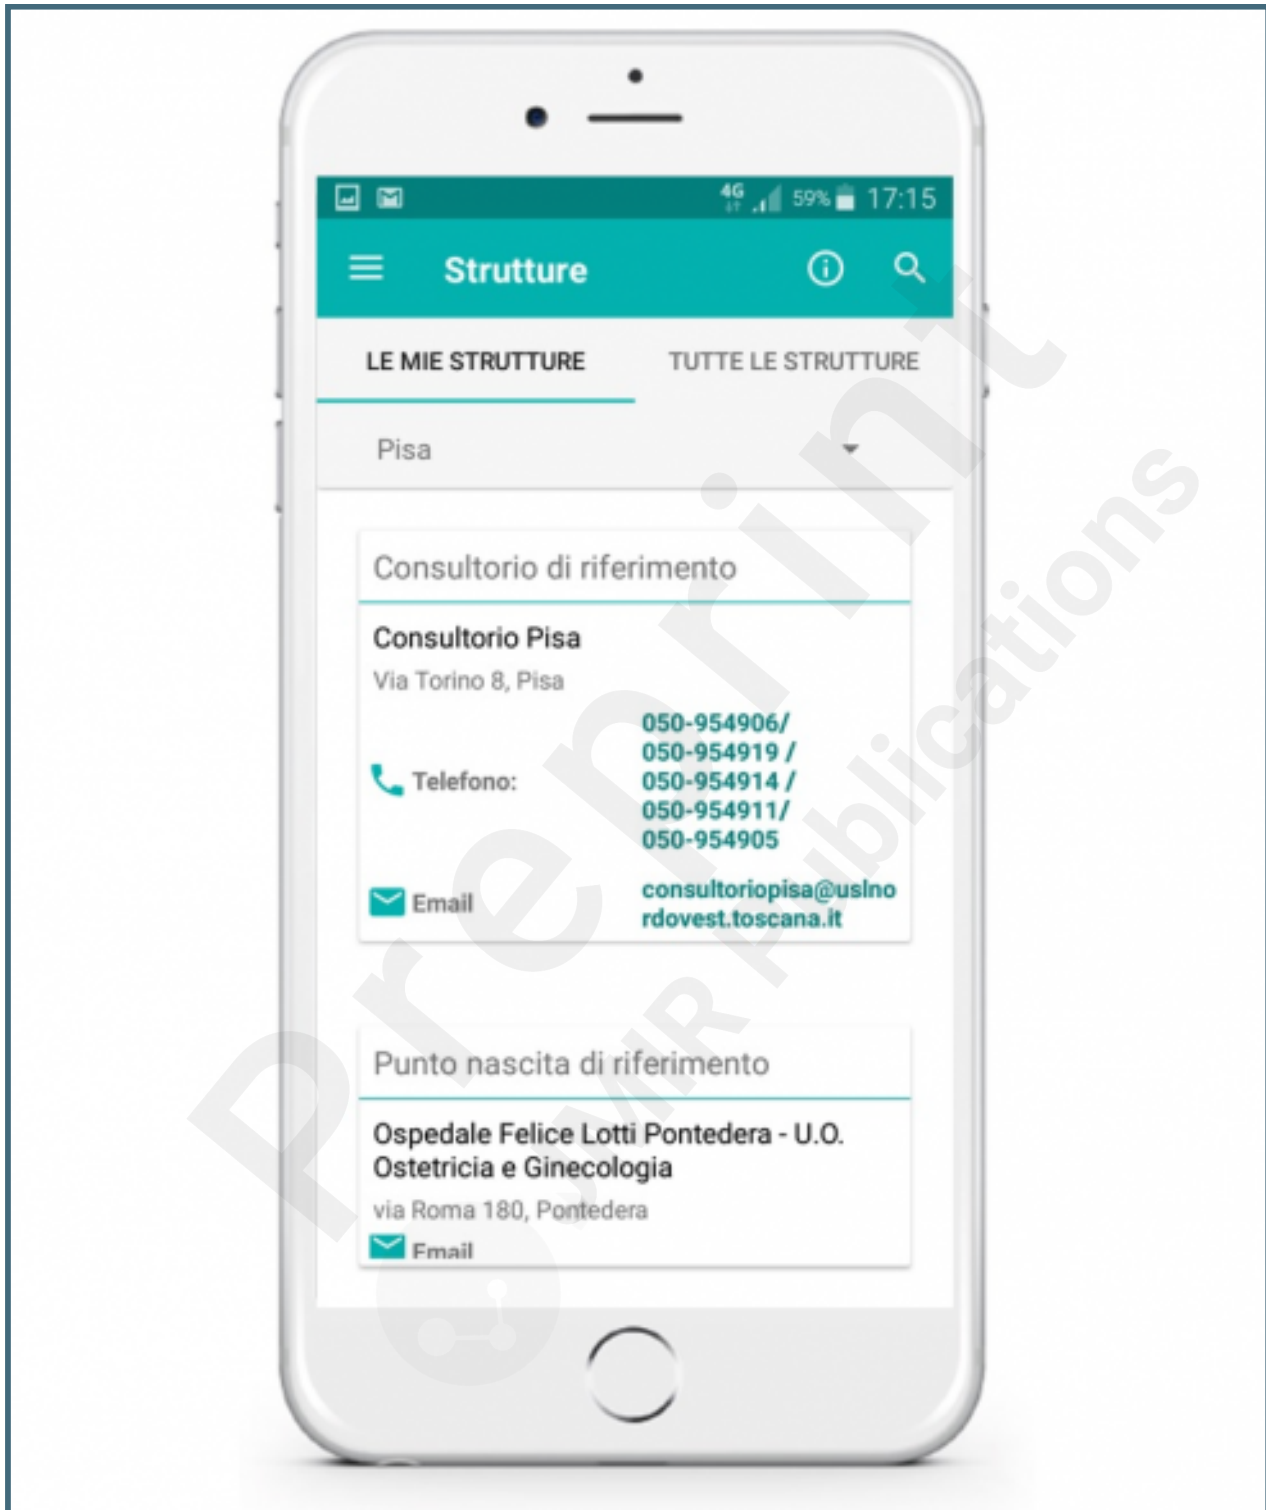 4G 59% 17:15
Strutture
LE MIE STRUTTURE TUTTE LE STRUTTURE
Pisa
Consultorio di riferimento
Consultorio Pisa
Via Torino 8, Pisa
Telefono:
050-954906/
050-954919 /
050-954914 /
050-954911/
050-954905
Email
consultoriopisa@uslno
rdovest.toscana.it
Punto nascita di riferimento
Ospedale Felice Lotti Pontedera - U.O.
Ostetricia e Ginecologia
via Roma 180, Pontedera
Email
Preprint
JMIR Publications